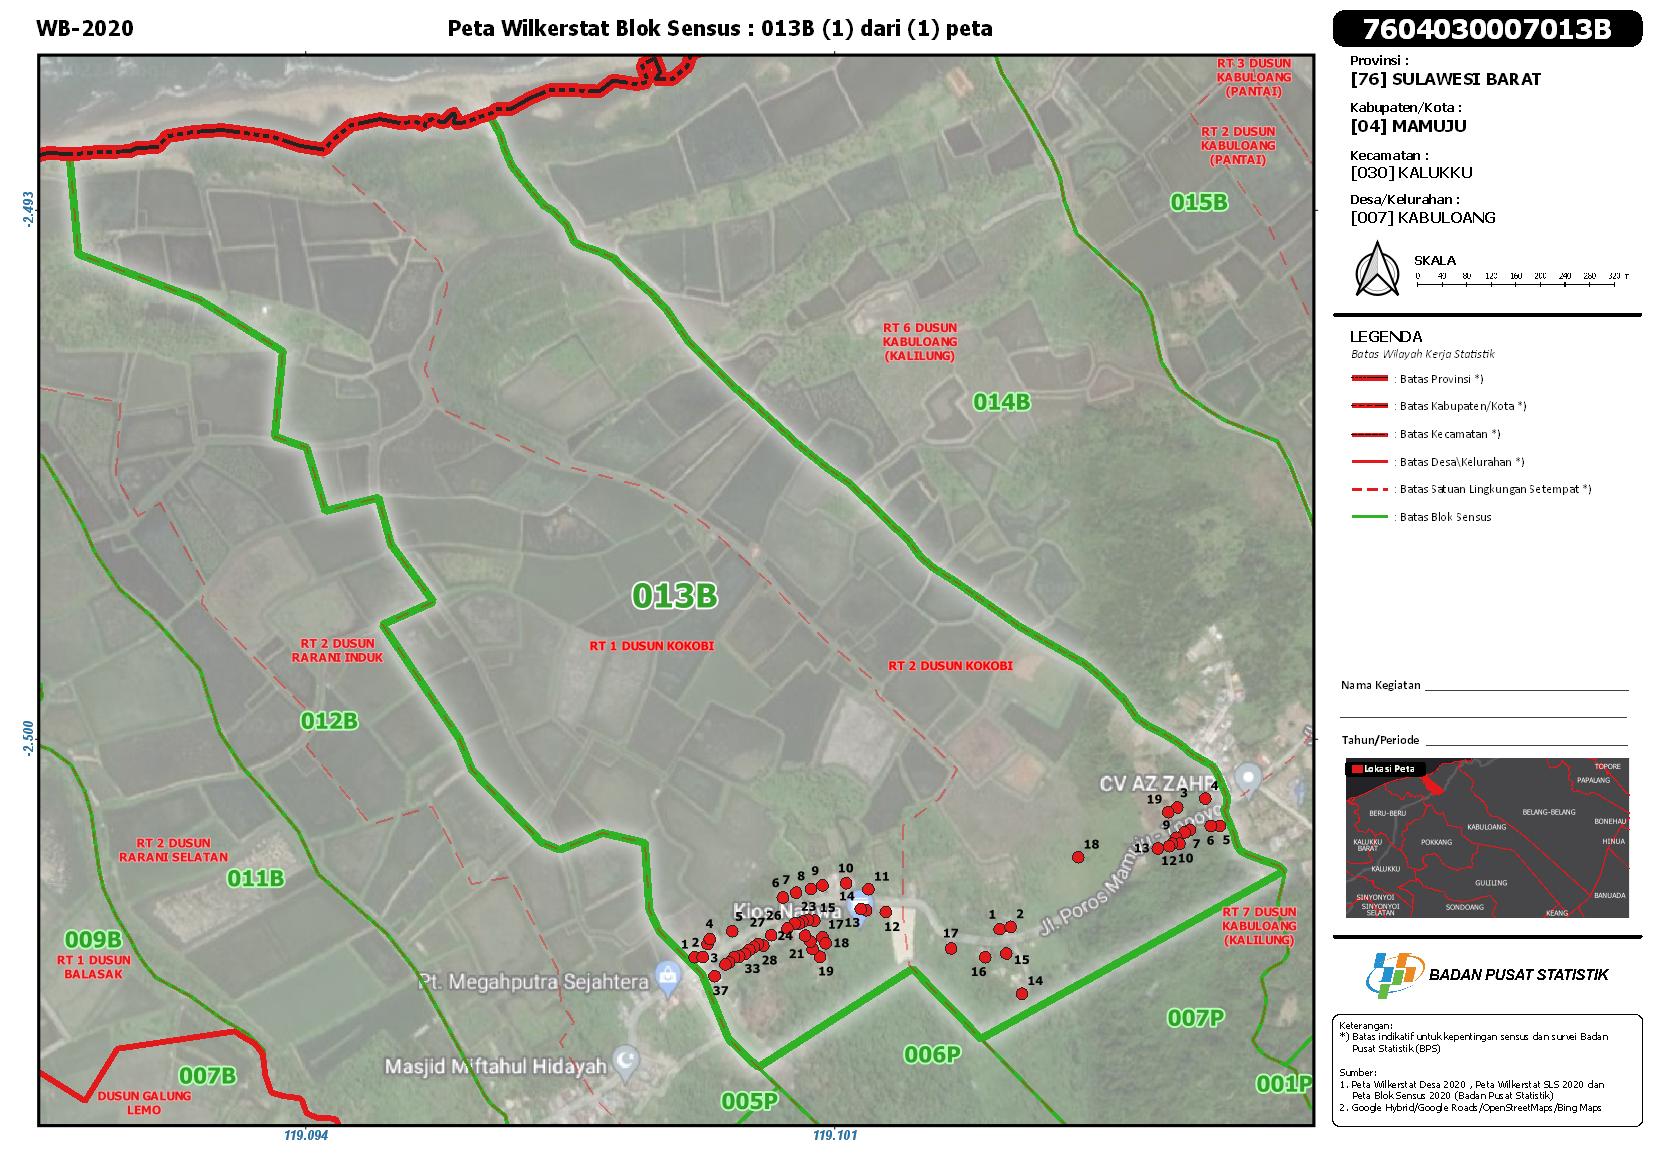 WB-2020
Peta Wilkerstat Blok Sensus : 013B (1) dari (1) peta
7604030007013B
Provinsi :
[76] SULAWESI BARAT
Kabupaten/Kota :
[04] MAMUJU
Kecamatan :
[030] KALUKKU
Desa/Kelurahan :
[007] KABULOANG
SKALA
0 40 80 120 160 200 240 280 320 m
LEGENDA
Batas Wilayah Kerja Statistik
: Batas Provinsi *)
: Batas Kabupaten/Kota *)
: Batas Kecamatan *)
: Batas Desa\Kelurahan *)
: Batas Satuan Lingkungan Setempat *)
: Batas Blok Sensus
Nama Kegiatan
Tahun/Periode
Lokasi Peta
TOPORE
PAPALANG
BERU-BERU
BELANG-BELANG
BONEHAU
KABULOANG
HINUA
KALUKKU
BARAT
POKKANG
KALUKKU
GULILING
BANUADA
SINYONYOI
SINYONYOI
SELATAN
SONDOANG
KEANG
BADAN PUSAT STATISTIK
Keterangan:
*) Batas indikatif untuk kepentingan sensus dan survei Badan
Pusat Statistik (BPS)
Sumber:
1. Peta Wilkerstat Desa 2020 , Peta Wilkerstat SLS 2020 dan
Peta Blok Sensus 2020 (Badan Pusat Statistik)
2. Google Hybrid/Google Roads/OpenStreetMaps/Bing Maps
-2.493
-2.500
119.094
119.101
RT 3 DUSUN
KABULOANG
(PANTAI)
RT 2 DUSUN
KABULOANG
(PANTAI)
015B
RT 6 DUSUN
KABULOANG
(KALILUNG)
014B
013B
RT 1 DUSUN KOKOBI
RT 2 DUSUN KOKOBI
RT 2 DUSUN
RARANI INDUK
012B
RT 2 DUSUN
RARANI SELATAN
011B
009B
RT 1 DUSUN
BALASAK
007B
DUSUN GALUNG
LEMO
005P
006P
007P
001P
RT 7 DUSUN
KABULOANG
(KALILUNG)
CV AZ ZAHR
Pt. Megahputra Sejahtera
Masjid Miftahul Hidayah
4
3
19
9
5
6
7
10
12
13
18
10
9
8
7
6
11
14
12
13
17
15
23
26
27
5
4
24
18
21
19
28
33
3
2
1
37
1
2
17
15
16
14